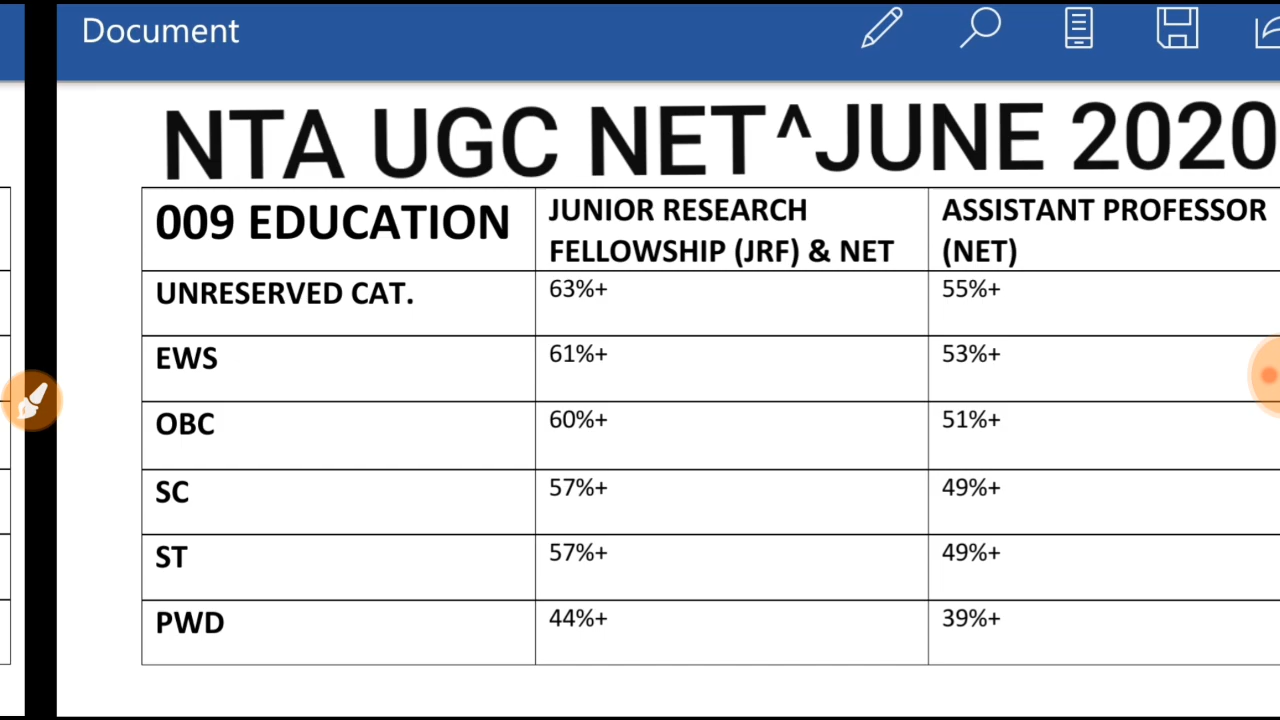 Document
NTA UGC NET^JUNE 2020
009 EDUCATION
JUNIOR RESEARCH
FELLOWSHIP (JRF) & NET
ASSISTANT PROFESSOR
(NET)
UNRESERVED CAT.
63%+
55%+
EWS
61%+
53%+
OBC
60%+
51%+
SC
57%+
49%+
ST
57%+
49%+
PWD
44%+
39%+